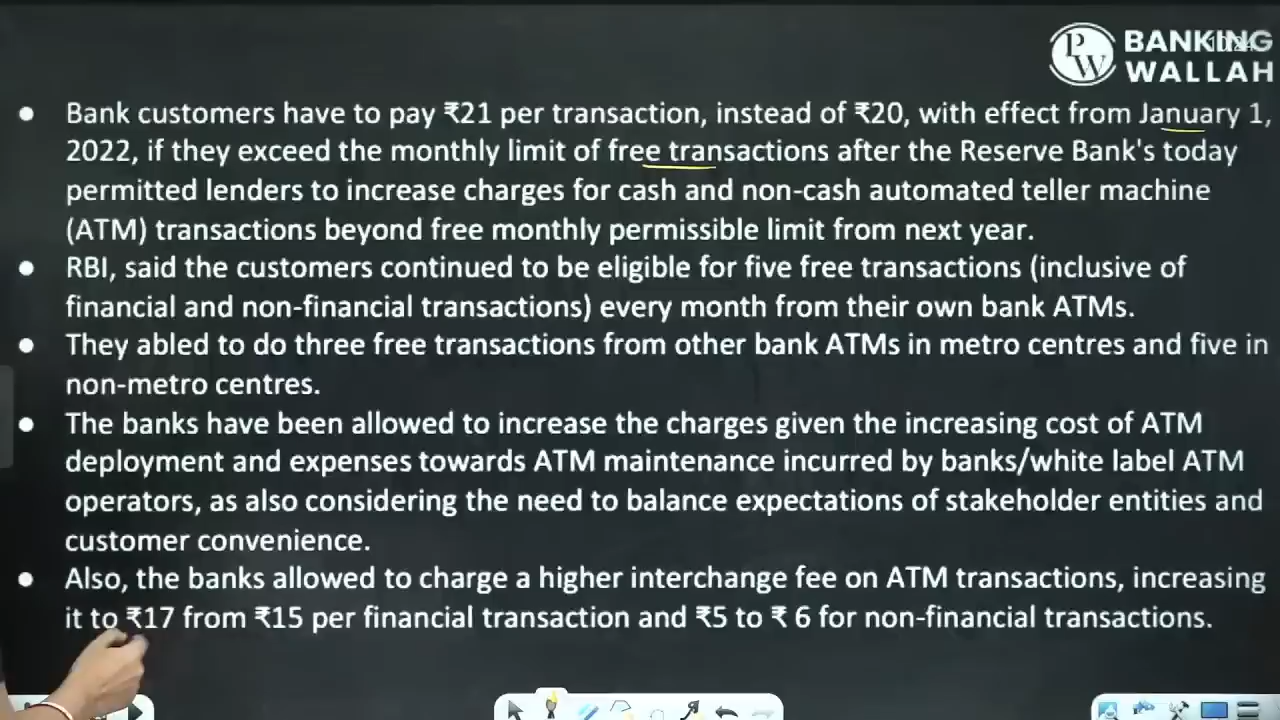 PW BANKING
WALLAH
10:24
• Bank customers have to pay ₹21 per transaction, instead of ₹20, with effect from January 1,
2022, if they exceed the monthly limit of free transactions after the Reserve Bank's today
permitted lenders to increase charges for cash and non-cash automated teller machine
(ATM) transactions beyond free monthly permissible limit from next year.
• RBI, said the customers continued to be eligible for five free transactions (inclusive of
financial and non-financial transactions) every month from their own bank ATMs.
• They abled to do three free transactions from other bank ATMs in metro centres and five in
non-metro centres.
• The banks have been allowed to increase the charges given the increasing cost of ATM
deployment and expenses towards ATM maintenance incurred by banks/white label ATM
operators, as also considering the need to balance expectations of stakeholder entities and
customer convenience.
• Also, the banks allowed to charge a higher interchange fee on ATM transactions, increasing
it to ₹17 from ₹15 per financial transaction and ₹5 to ₹ 6 for non-financial transactions.